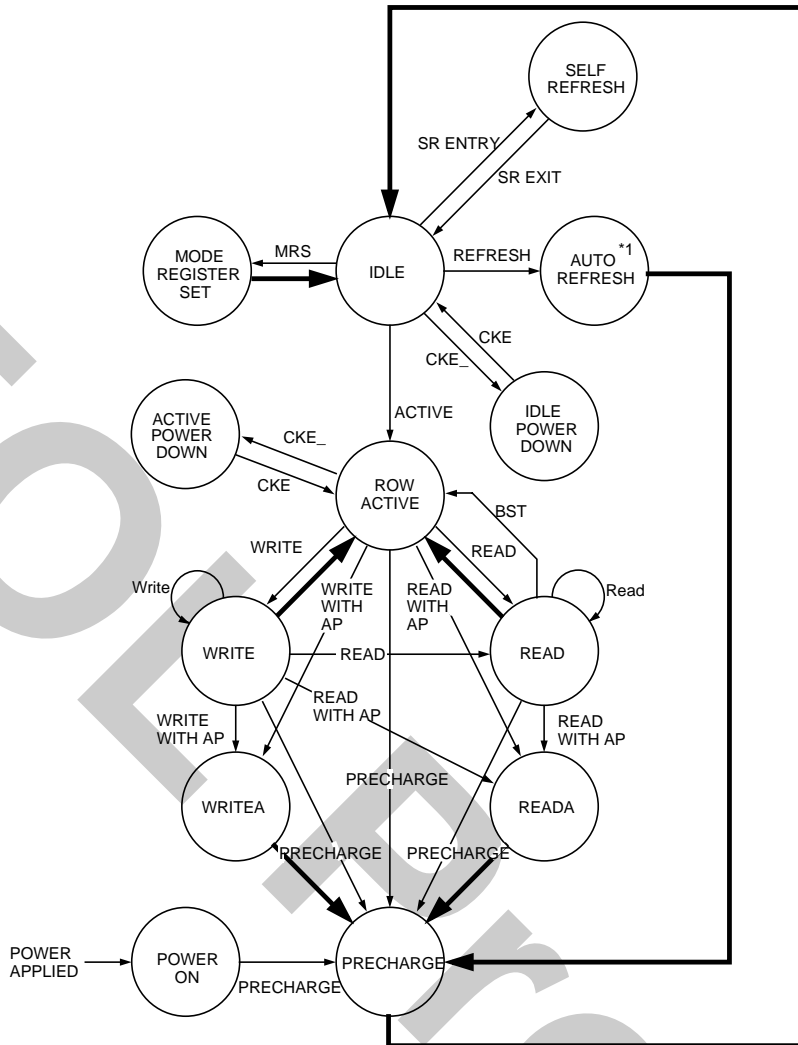 SELF
REFRESH
SR ENTRY
SR EXIT
MODE
REGISTER
SET
MRS
IDLE
REFRESH
AUTO *1
REFRESH
CKE
CKE_
IDLE
POWER
DOWN
ACTIVE
ACTIVE
POWER
DOWN
CKE_
CKE
ROW
ACTIVE
BST
WRITE
READ
Write
WRITE
WITH
AP
READ
WITH
AP
Read
WRITE
READ
READ
READ
WITH AP
WRITE
WITH AP
READ
WITH AP
WRITEA
PRECHARGE
READA
PRECHARGE
PRECHARGE
POWER
APPLIED
POWER
ON
PRECHARGE
PRECHARGE